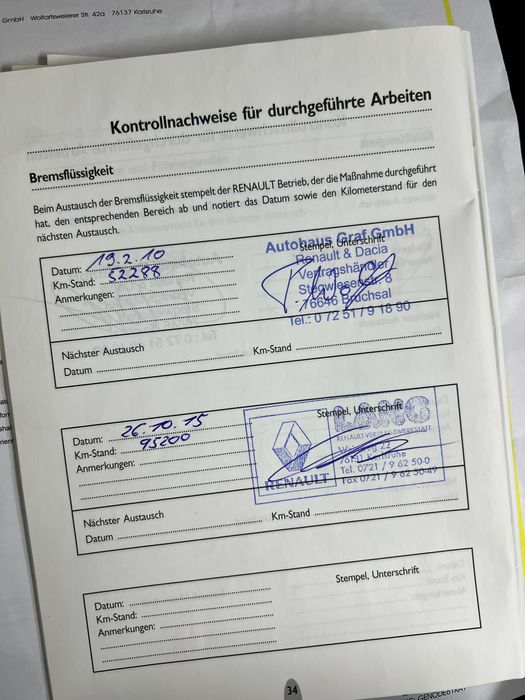 GmbH Wolfartsweierer Str. 42a 76137 Karlsruhe
Kontrollnachweise für durchgeführte Arbeiten
Bremsflüssigkeit
Beim Austausch der Bremsflüssigkeit stempelt der RENAULT Betrieb, der die Maßnahme durchgeführt
hat, den entsprechenden Bereich ab und notiert das Datum sowie den Kilometerstand für den
nächsten Austausch.
Datum: 19.2.10
Km-Stand: 52288
Anmerkungen:
Stempel, Unterschrift
Autohaus Graf GmbH
Renault & Dacia
Vertragshändler
Stegwiesenstr. 8
76646 Bruchsal
Tel.: 0 72 51 / 9 18 90
Nächster Austausch
Datum Km-Stand
Datum: 26.10.15
Km-Stand: 95200
Anmerkungen:
Stempel, Unterschrift
RENAULT VERTRAGSWERKSTATT
Karlsruhe
Tel. 0721 / 9 62 50-0
Fax 0721 / 9 62 50-49
RENAULT
Nächster Austausch
Datum Km-Stand
Datum:
Km-Stand:
Anmerkungen:
Stempel, Unterschrift
34